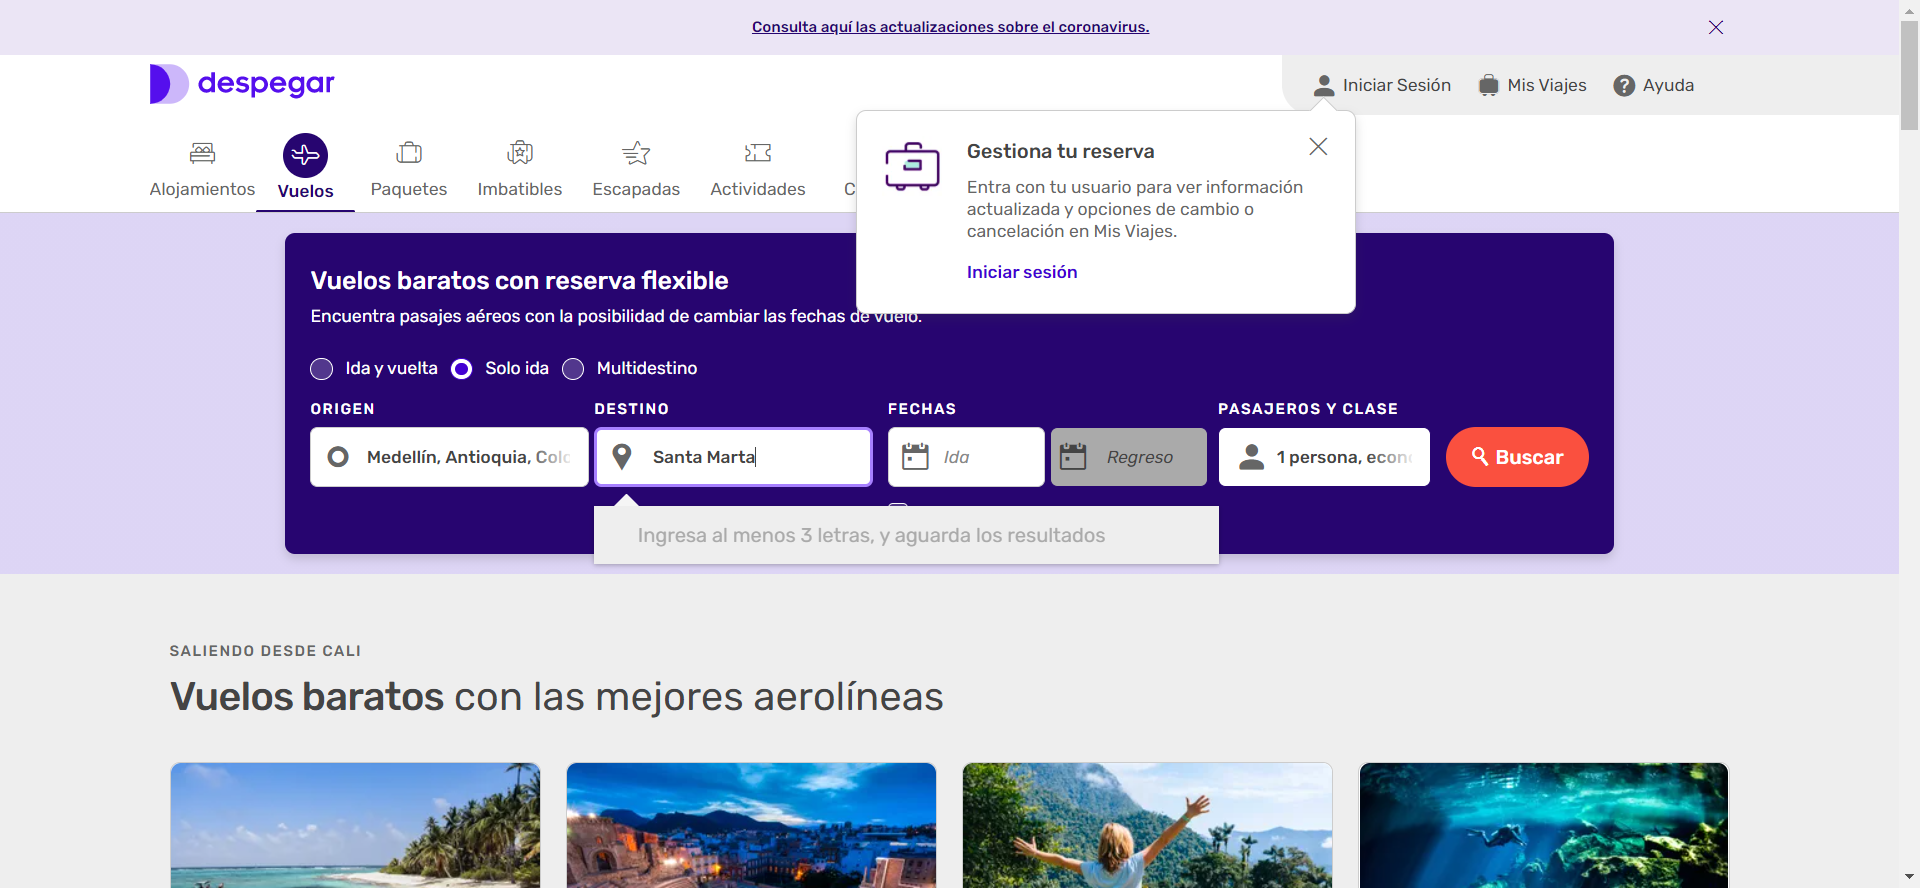 Consulta aquí las actualizaciones sobre el coronavirus.
despegar
Iniciar Sesión
Mis Viajes
Ayuda
Alojamientos
Vuelos
Paquetes
Imbatibles
Escapadas
Actividades
C
Gestiona tu reserva
Entra con tu usuario para ver información
actualizada y opciones de cambio o
cancelación en Mis Viajes.
Iniciar sesión
Vuelos baratos con reserva flexible
Encuentra pasajes aéreos con la posibilidad de cambiar las fechas de vuelo.
Ida y vuelta
Solo ida
Multidestino
ORIGEN
DESTINO
FECHAS
PASAJEROS Y CLASE
Medellín, Antioquia, Colo
Santa Marta
Ida
Regreso
1 persona, econ
Buscar
Ingresa al menos 3 letras, y aguarda los resultados
SALIENDO DESDE CALI
Vuelos baratos con las mejores aerolíneas